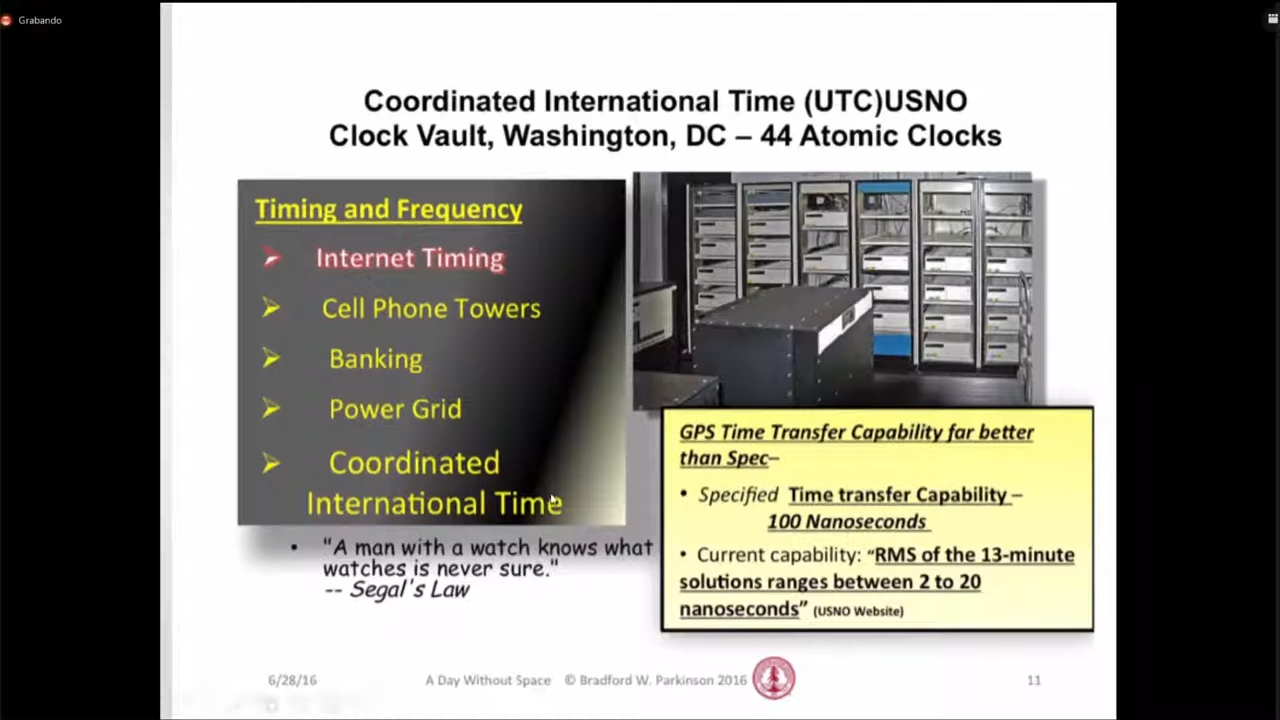 Grabando
Coordinated International Time (UTC)USNO
Clock Vault, Washington, DC – 44 Atomic Clocks
Timing and Frequency
➢ Internet Timing
➢ Cell Phone Towers
➢ Banking
➢ Power Grid
➢ Coordinated
International Time
• "A man with a watch knows what
watches is never sure."
-- Segal's Law
GPS Time Transfer Capability far better
than Spec–
• Specified Time transfer Capability –
100 Nanoseconds
• Current capability: “RMS of the 13-minute
solutions ranges between 2 to 20
nanoseconds” (USNO Website)
6/28/16 A Day Without Space © Bradford W. Parkinson 2016 11